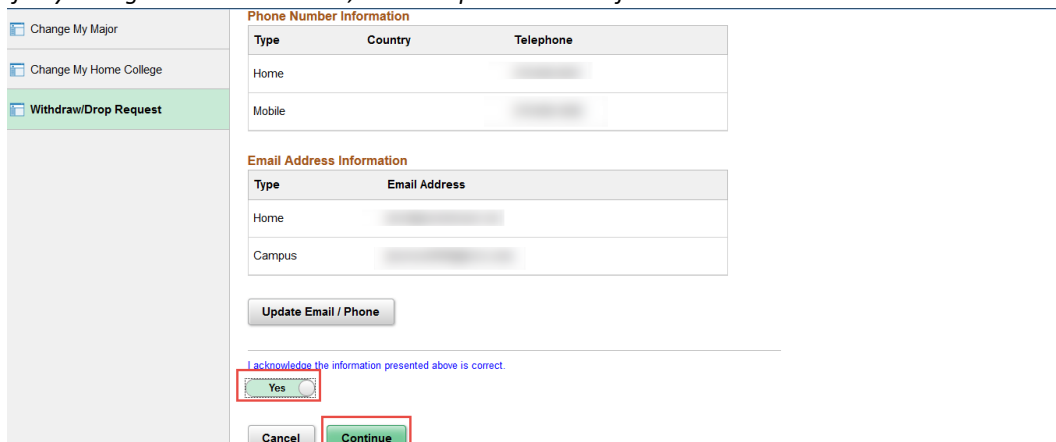 Change My Major
Change My Home College
Withdraw/Drop Request
Phone Number Information
Type Country Telephone
Home
Mobile
Email Address Information
Type Email Address
Home
Campus
Update Email / Phone
I acknowledge the information presented above is correct.
Yes
Cancel Continue